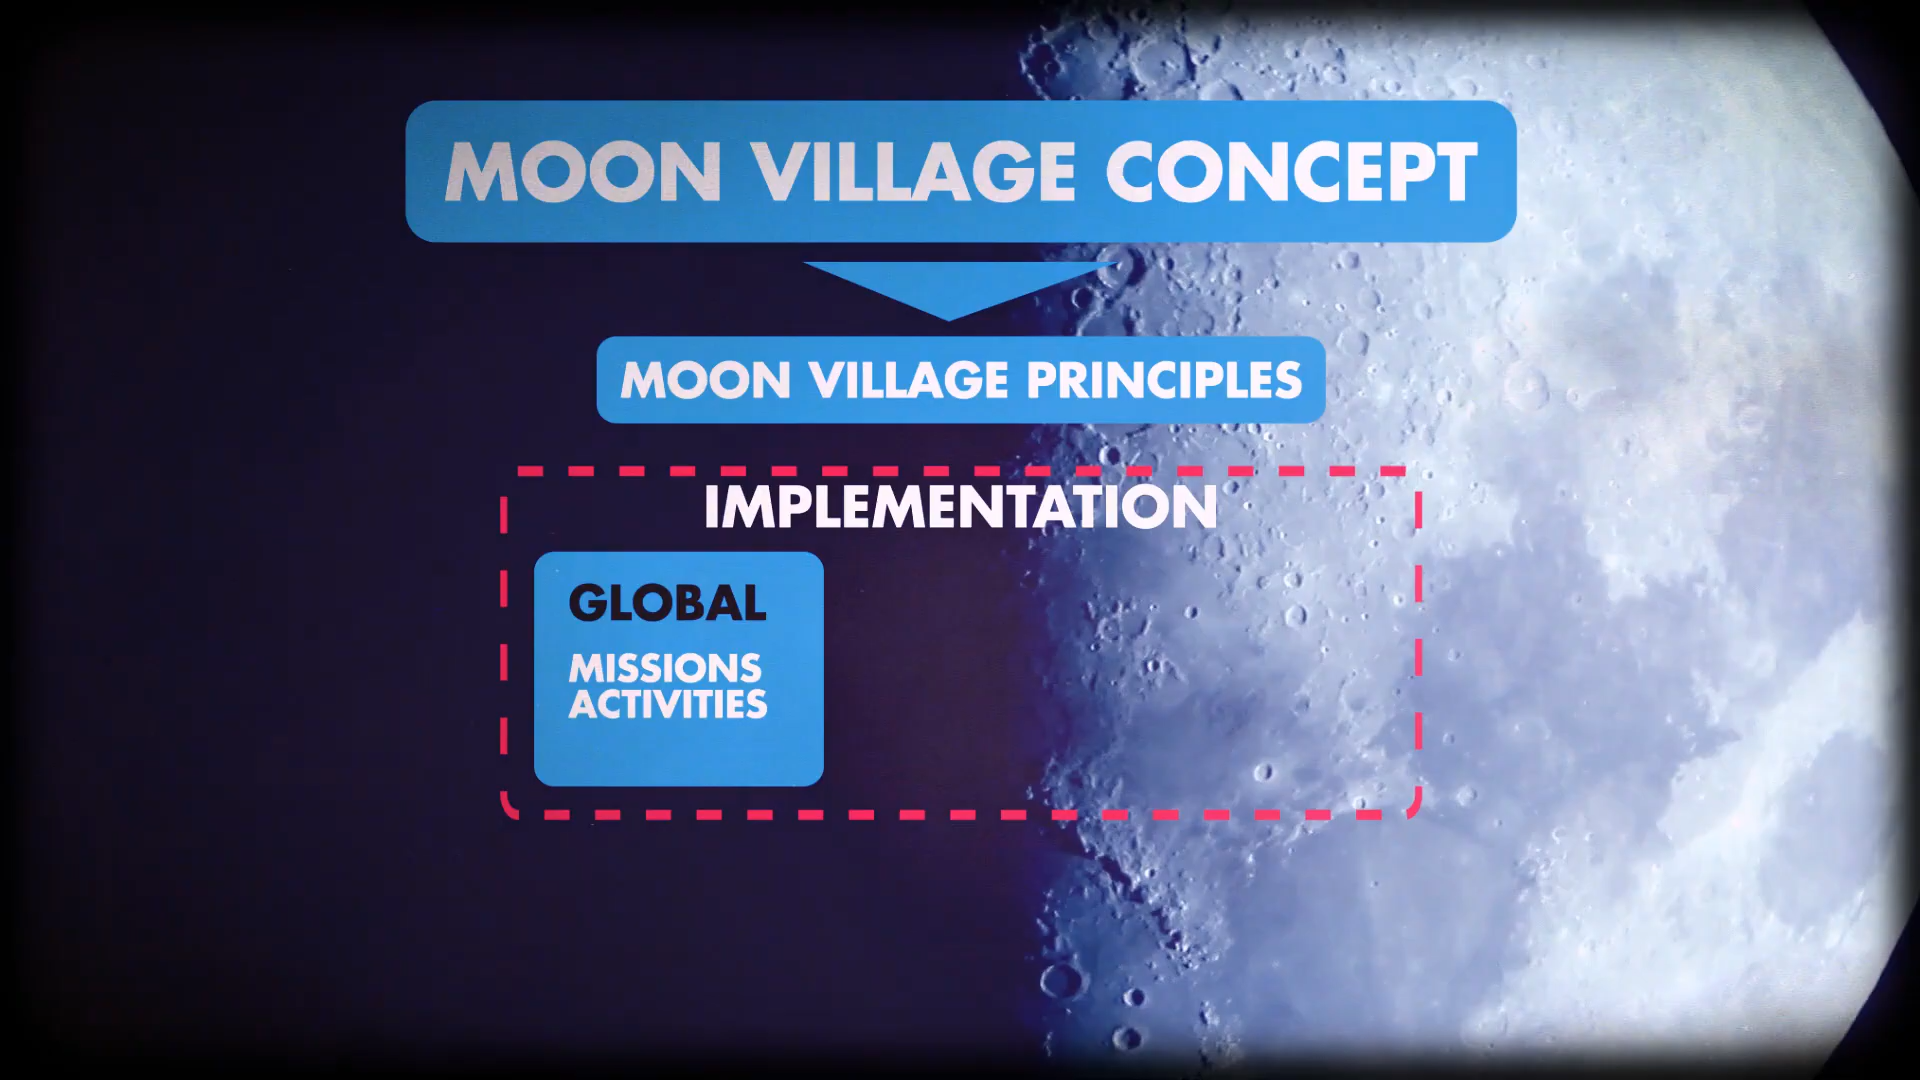 MOON VILLAGE CONCEPT
MOON VILLAGE PRINCIPLES
IMPLEMENTATION
GLOBAL
MISSIONS
ACTIVITIES